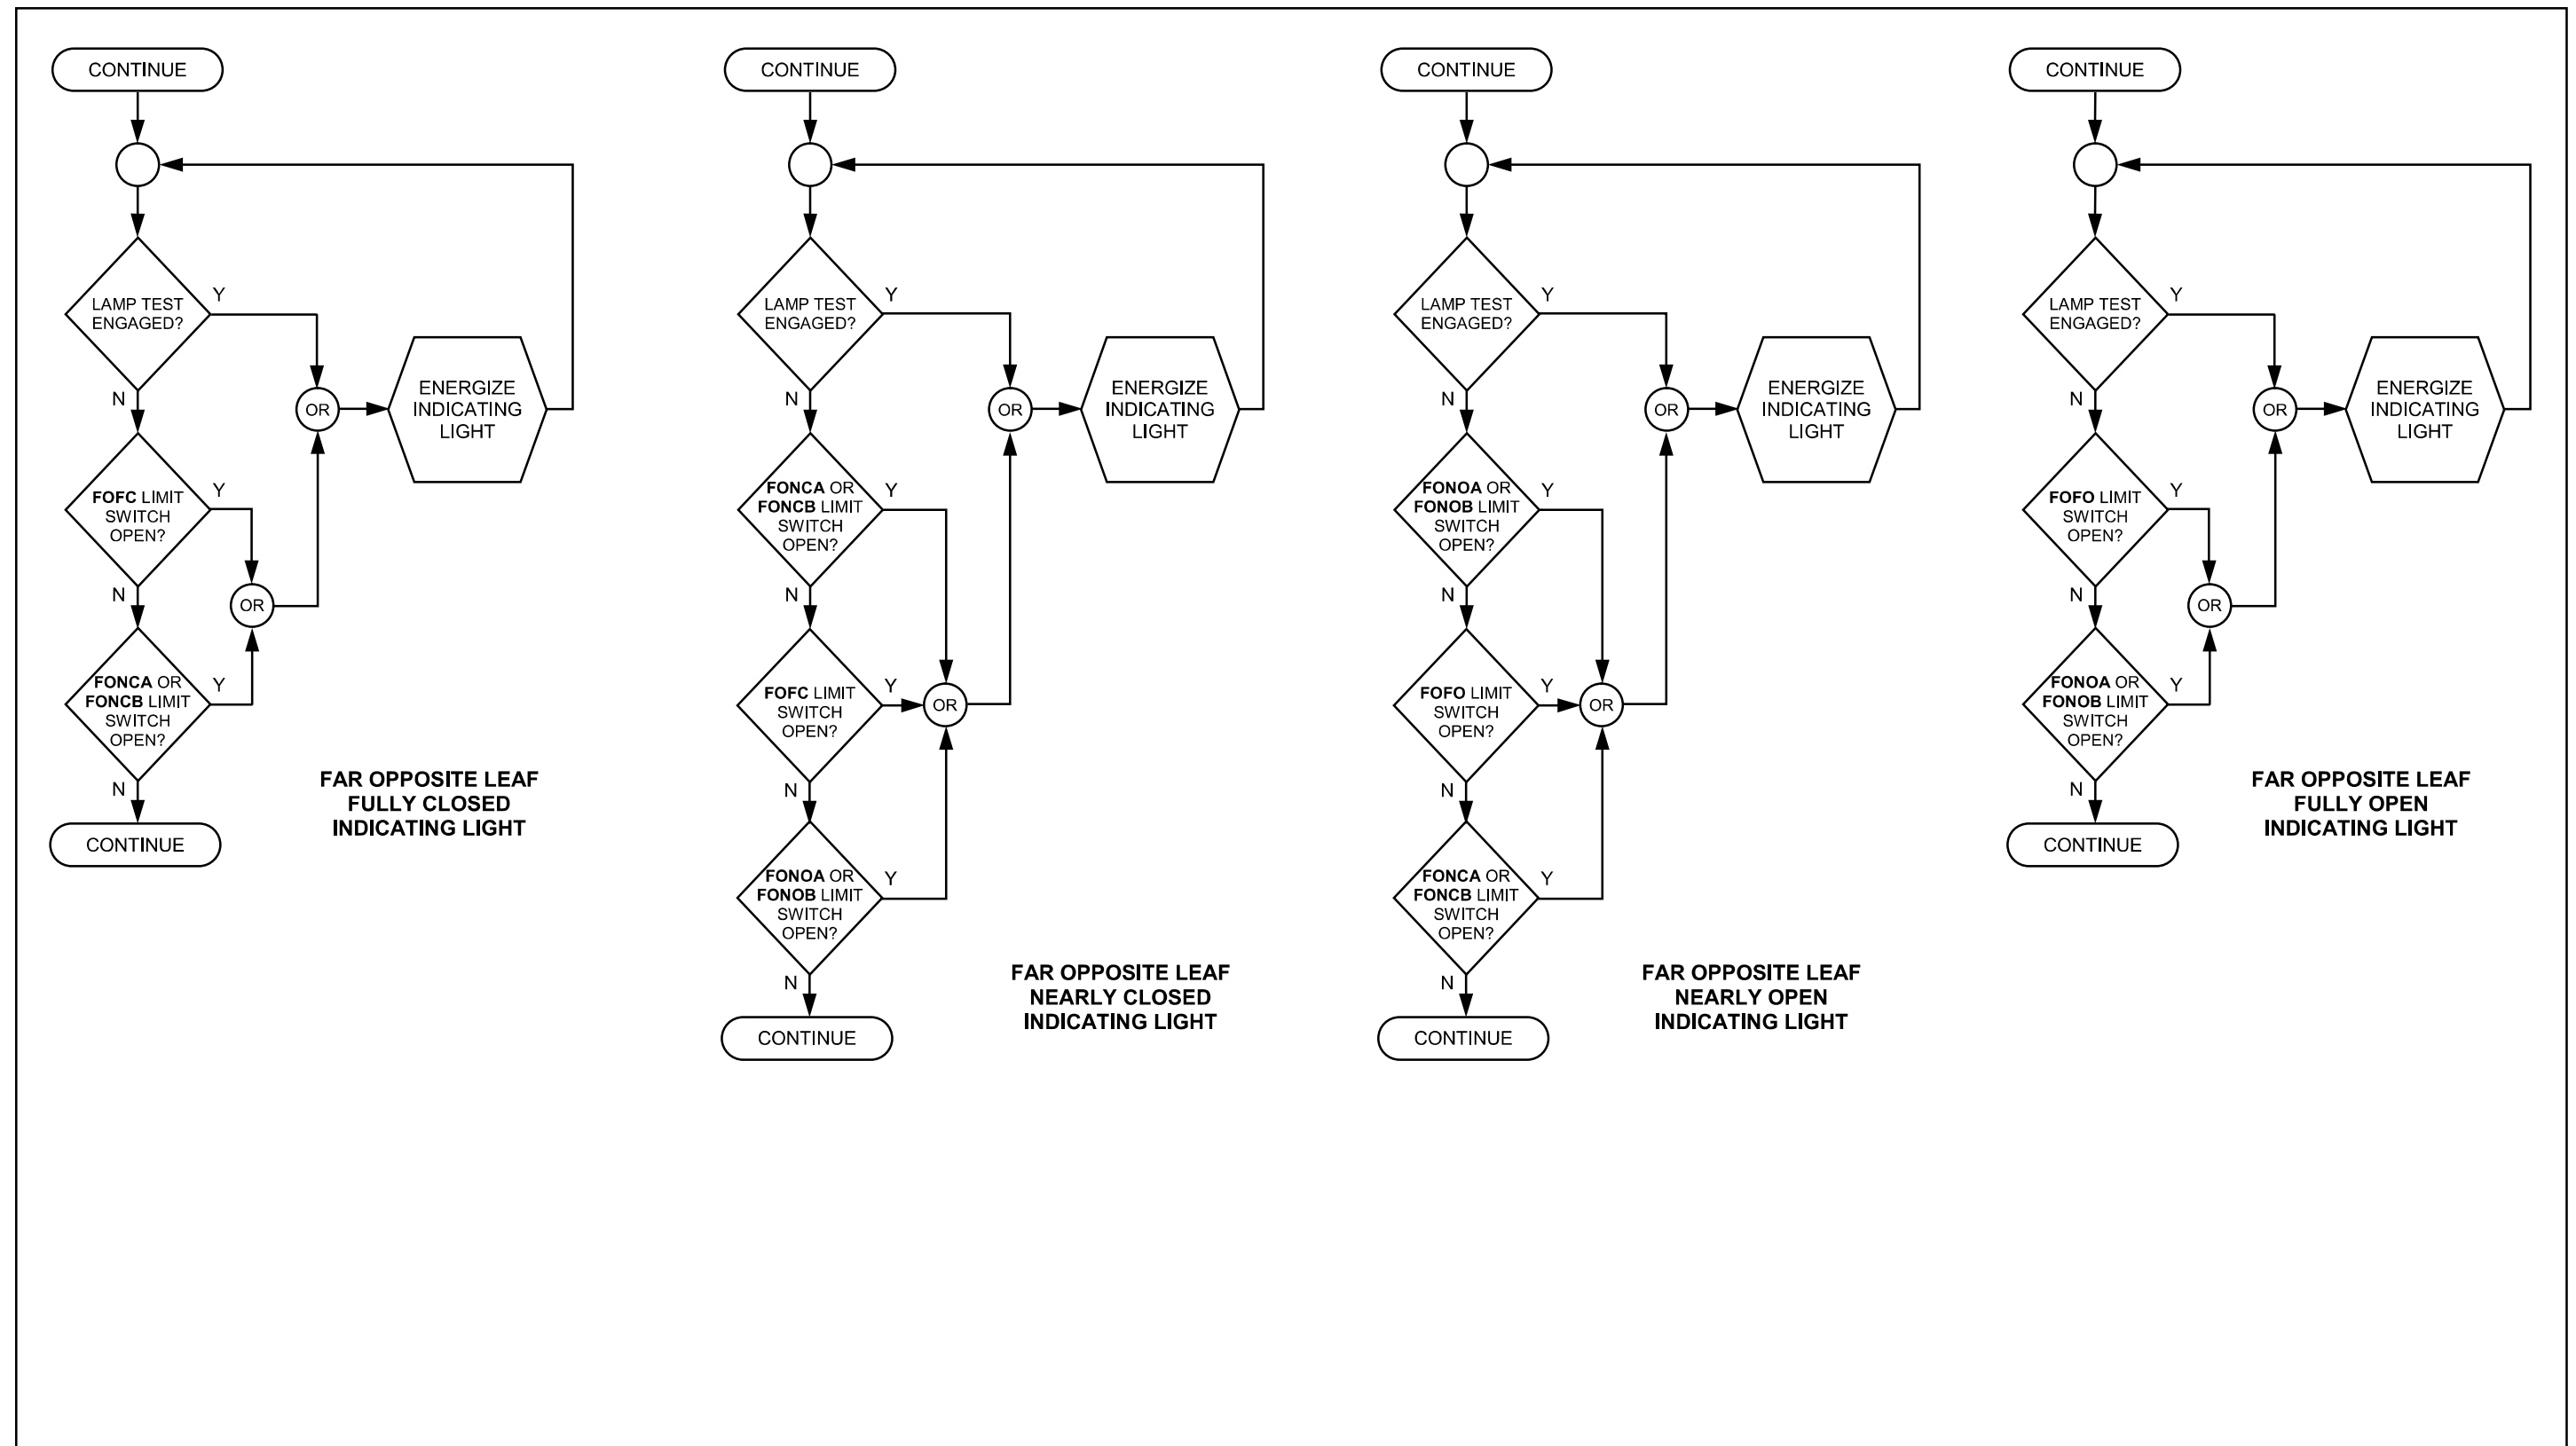 CONTINUE
LAMP TEST
ENGAGED?
Y
N
ENERGIZE
INDICATING
LIGHT
OR
FOFC LIMIT
SWITCH
OPEN?
Y
N
OR
FONCA OR
FONCB LIMIT
SWITCH
OPEN?
Y
N
CONTINUE
FAR OPPOSITE LEAF
FULLY CLOSED
INDICATING LIGHT
CONTINUE
LAMP TEST
ENGAGED?
Y
N
ENERGIZE
INDICATING
LIGHT
OR
FONCA OR
FONCB LIMIT
SWITCH
OPEN?
Y
N
FOFC LIMIT
SWITCH
OPEN?
Y
N
OR
FONOA OR
FONOB LIMIT
SWITCH
OPEN?
Y
N
CONTINUE
FAR OPPOSITE LEAF
NEARLY CLOSED
INDICATING LIGHT
CONTINUE
LAMP TEST
ENGAGED?
Y
N
ENERGIZE
INDICATING
LIGHT
OR
FONOA OR
FONOB LIMIT
SWITCH
OPEN?
Y
N
FOFO LIMIT
SWITCH
OPEN?
Y
N
OR
FONCA OR
FONCB LIMIT
SWITCH
OPEN?
Y
N
CONTINUE
FAR OPPOSITE LEAF
NEARLY OPEN
INDICATING LIGHT
CONTINUE
LAMP TEST
ENGAGED?
Y
N
ENERGIZE
INDICATING
LIGHT
OR
FOFO LIMIT
SWITCH
OPEN?
Y
N
OR
FONOA OR
FONOB LIMIT
SWITCH
OPEN?
Y
N
CONTINUE
FAR OPPOSITE LEAF
FULLY OPEN
INDICATING LIGHT